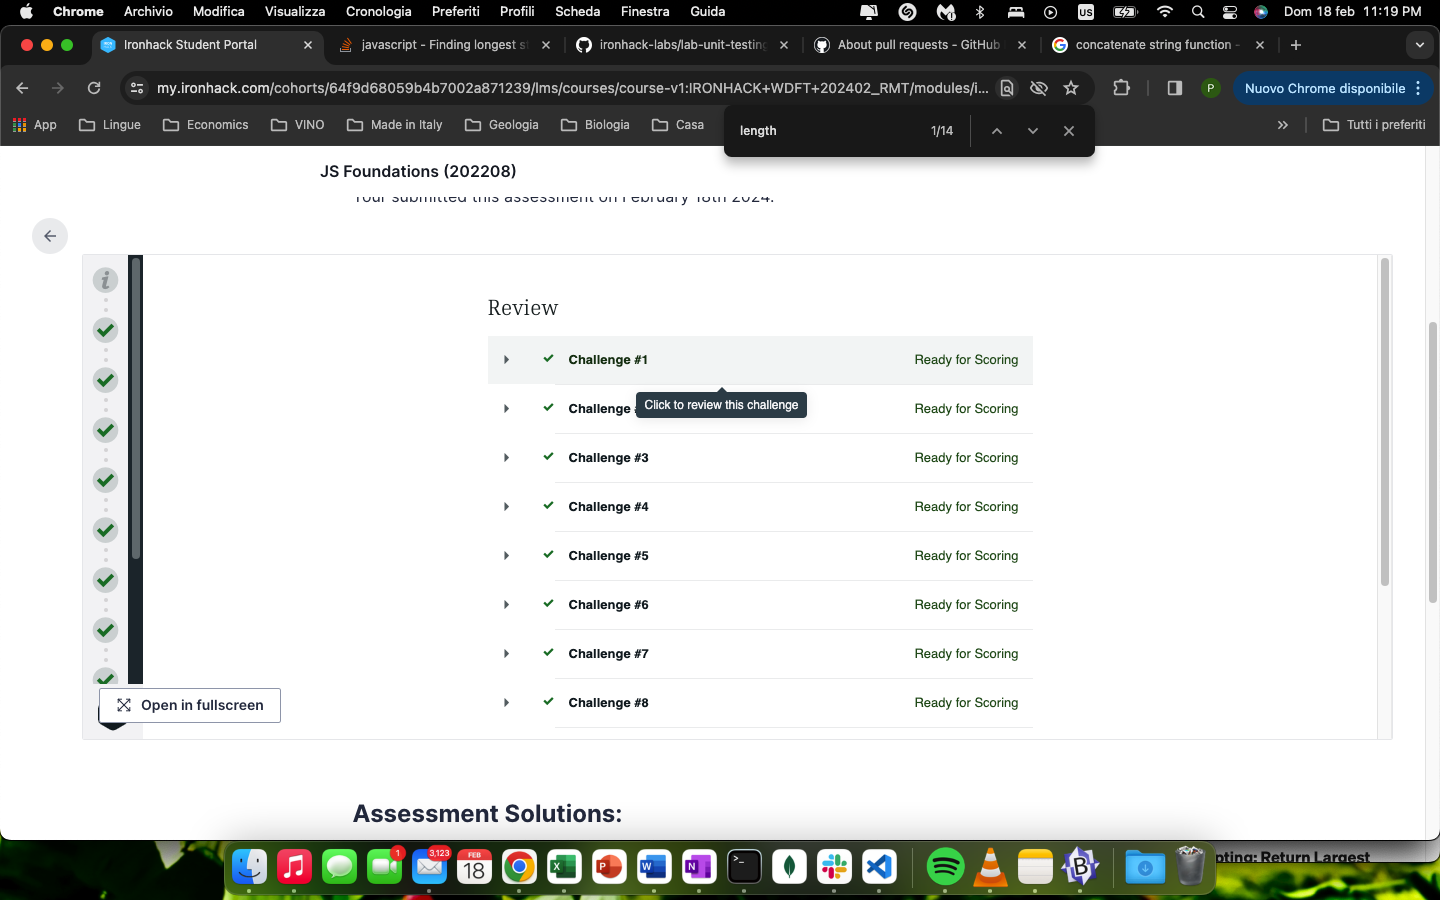 Chrome Archivio Modifica Visualizza Cronologia Preferiti Profili Scheda Finestra Guida US Dom 18 feb 11:19 PM
Ironhack Student Portal
javascript - Finding longest s
ironhack-labs/lab-unit-testing
About pull requests - GitHub
concatenate string function -
my.ironhack.com/cohorts/64f9d68059b4b7002a871239/lms/courses/course-v1:IRONHACK+WDFT+202402_RMT/modules/i...
P
Nuovo Chrome disponibile
App Lingue Economics VINO Made in Italy Geologia Biologia Casa
Tutti i preferiti
length 1/14
JS Foundations (202208)
Your submitted this assessment on February 18th 2024.
Review
Challenge #1 Ready for Scoring
Click to review this challenge
Challenge Ready for Scoring
Challenge #3 Ready for Scoring
Challenge #4 Ready for Scoring
Challenge #5 Ready for Scoring
Challenge #6 Ready for Scoring
Challenge #7 Ready for Scoring
Challenge #8 Ready for Scoring
Open in fullscreen
Assessment Solutions:
pting: Return Largest
1
3,123
FEB
18